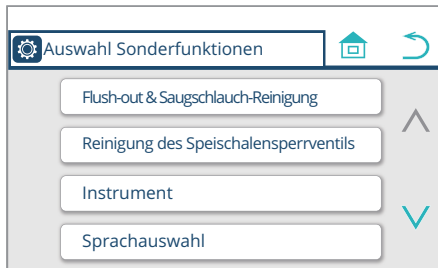 Auswahl Sonderfunktionen
Flush-out & Saugschlauch-Reinigung
Reinigung des Speischalensperrventils
Instrument
Sprachauswahl